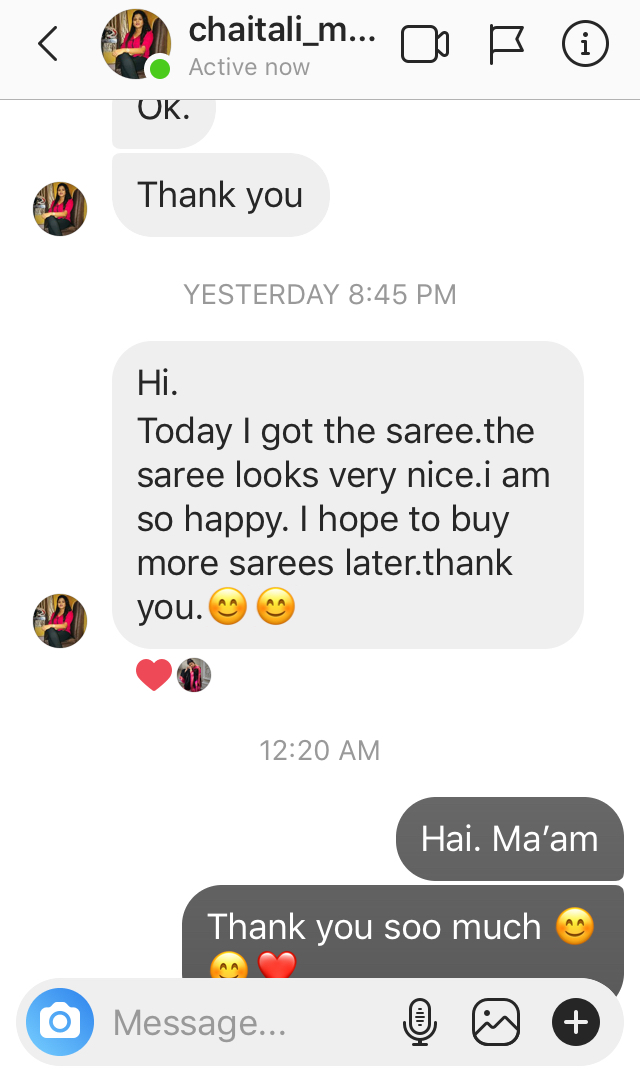 chaitali_m...
Active now
Ok.
Thank you
YESTERDAY 8:45 PM
Hi.
Today I got the saree.the
saree looks very nice.i am
so happy. I hope to buy
more sarees later.thank
you.😊😊
12:20 AM
Hai. Ma’am
Thank you soo much 😊
😊❤️
Message...